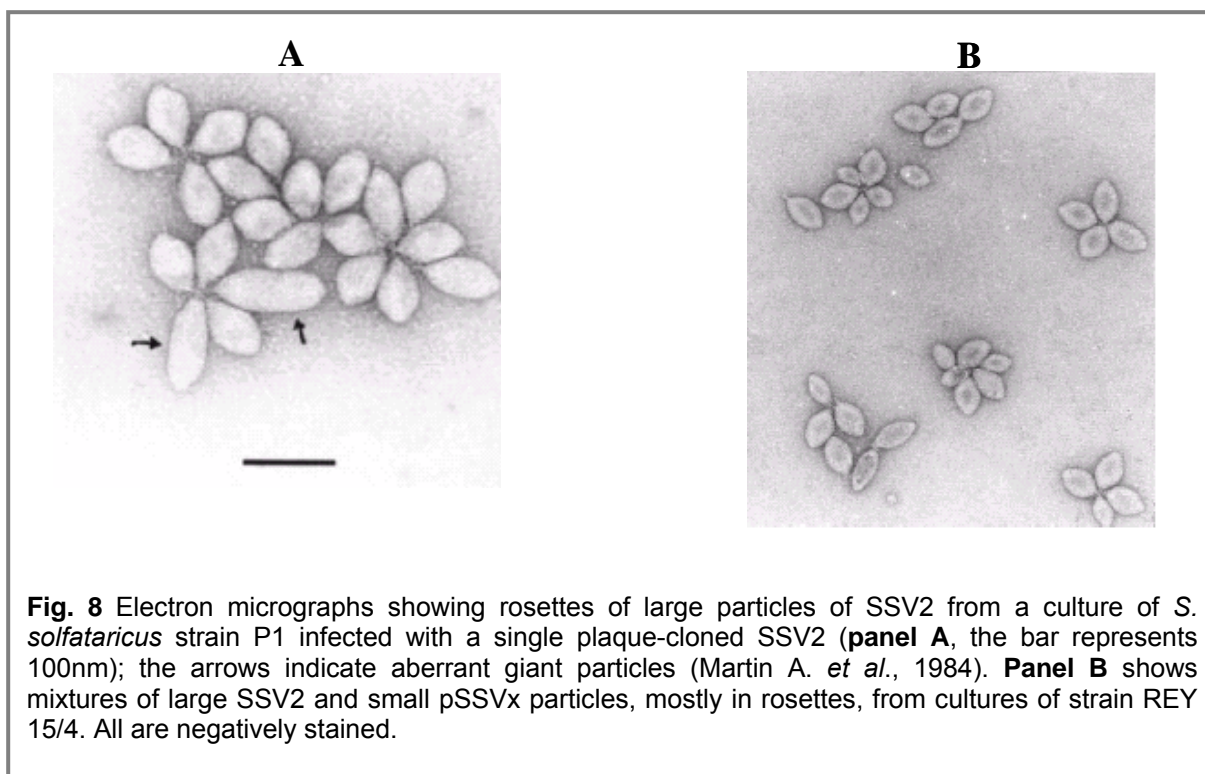 A
B
Fig. 8 Electron micrographs showing rosettes of large particles of SSV2 from a culture of S.
solfataricus strain P1 infected with a single plaque-cloned SSV2 (panel A, the bar represents
100nm); the arrows indicate aberrant giant particles (Martin A. et al., 1984). Panel B shows
mixtures of large SSV2 and small pSSVx particles, mostly in rosettes, from cultures of strain REY
15/4. All are negatively stained.